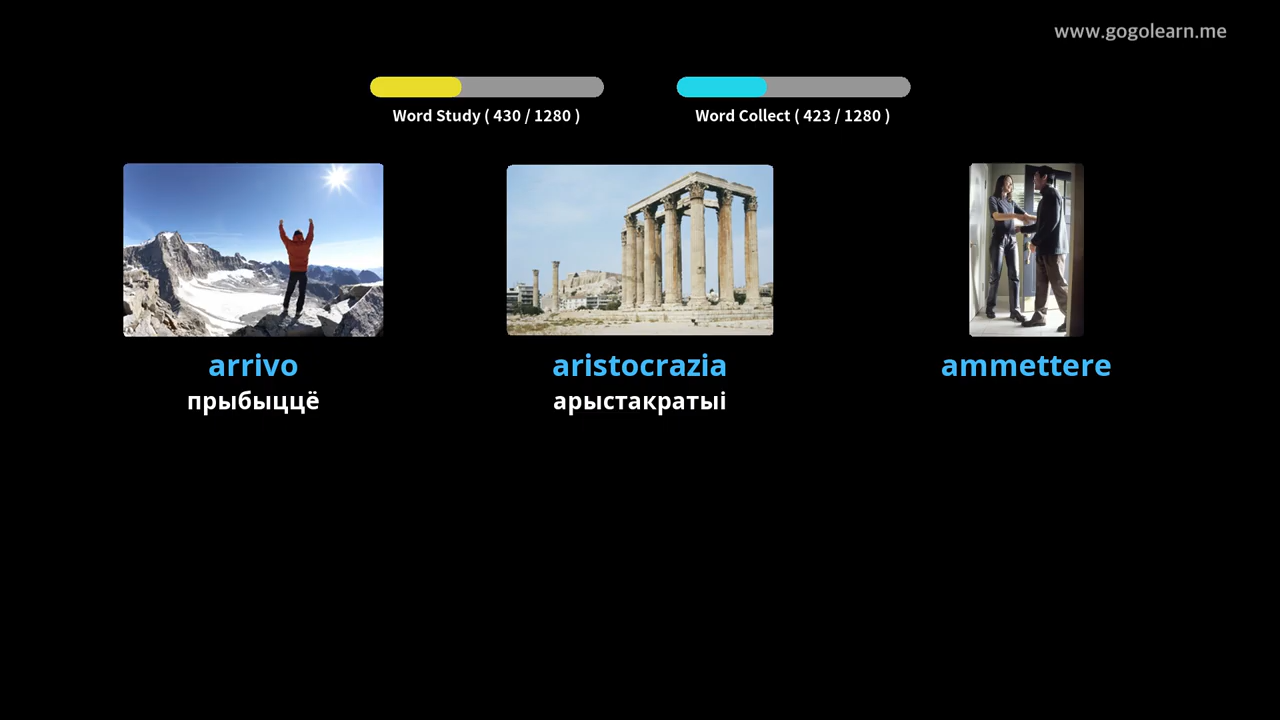 www.gogolearn.me
Word Study ( 430 / 1280 )
Word Collect ( 423 / 1280 )
arrivo
прыбыццё
aristocrazia
арыстакратыі
ammettere